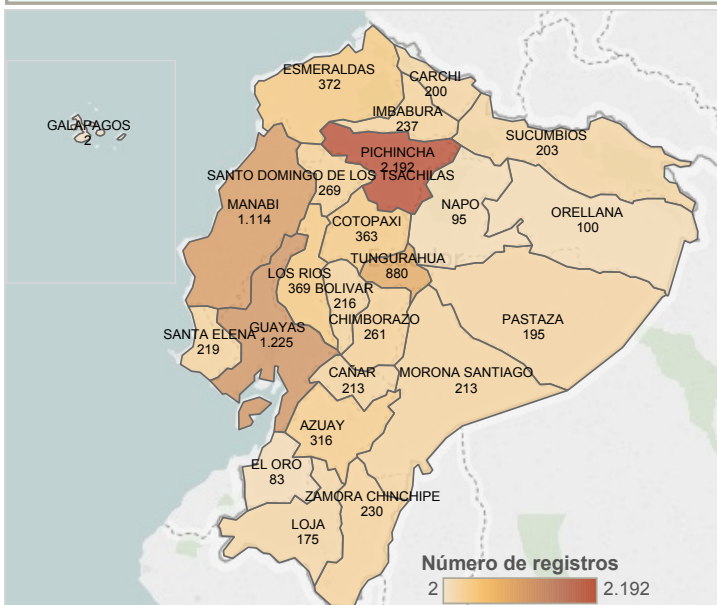 ESMERALDAS
372
CARCHI
200
IMBABURA
237
GALAPAGOS
2
SUCUMBIOS
203
PICHINCHA
2.192
SANTO DOMINGO DE LOS TSACHILAS
269
MANABI
1.114
NAPO
95
ORELLANA
100
COTOPAXI
363
TUNGURAHUA
880
LOS RIOS
369
BOLIVAR
216
CHIMBORAZO
261
PASTAZA
195
SANTA ELENA
219
GUAYAS
1.225
CAÑAR
213
MORONA SANTIAGO
213
AZUAY
316
EL ORO
83
ZAMORA CHINCHIPE
230
LOJA
175
Número de registros
2 2.192